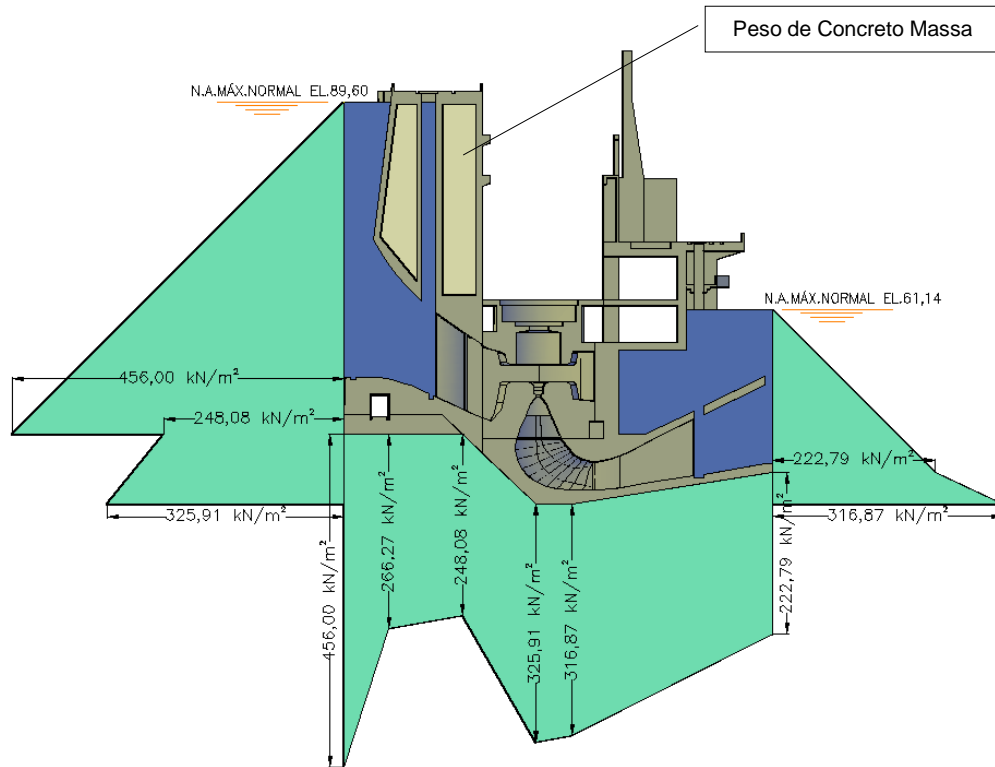 Peso de Concreto Massa
N.A.MÁX.NORMAL EL.89,60
N.A.MÁX.NORMAL EL.61,14
456,00 kN/m²
248,08 kN/m²
222,79 kN/m²
325,91 kN/m²
316,87 kN/m²
456,00 kN/m²
266,27 kN/m²
248,08 kN/m²
325,91 kN/m²
316,87 kN/m²
222,79 kN/m²